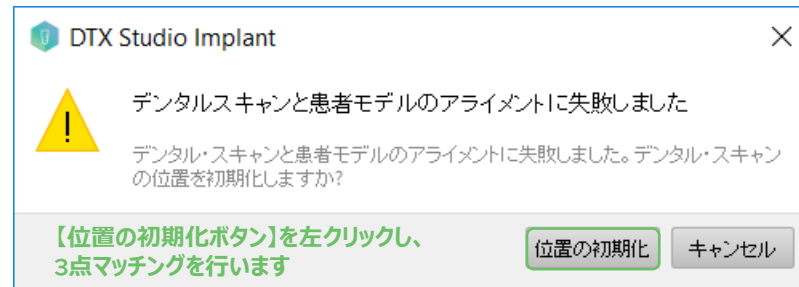 DTX Studio Implant
デンタルスキャンと患者モデルのアライメントに失敗しました
デンタル・スキャンと患者モデルのアライメントに失敗しました。デンタル・スキャン
の位置を初期化しますか?
【位置の初期化ボタン】を左クリックし、
3点マッチングを行います
位置の初期化
キャンセル